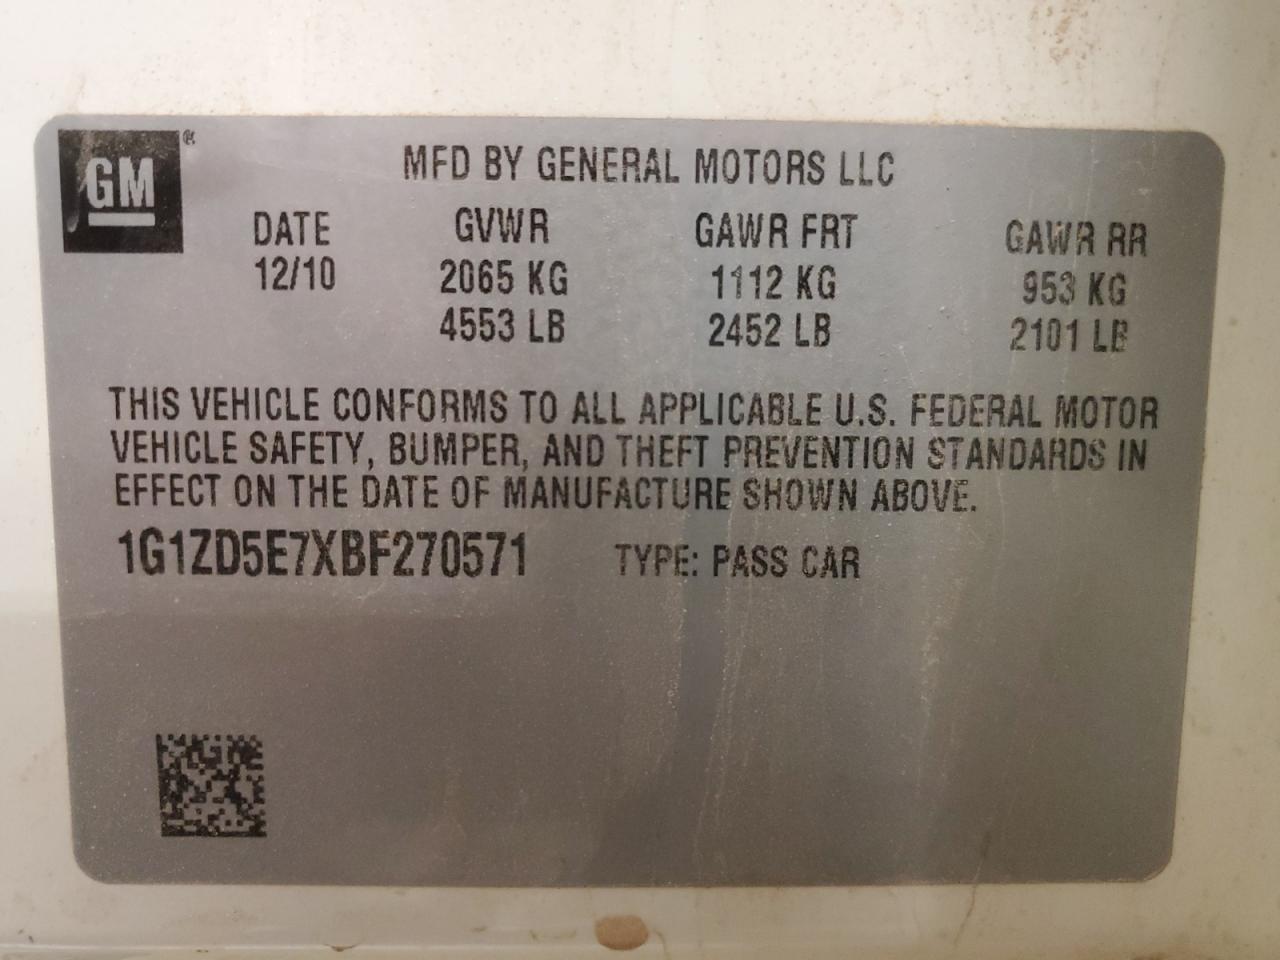 GM®
MFD BY GENERAL MOTORS LLC
DATE GVWR GAWR FRT GAWR RR
12/10 2065 KG 1112 KG 953 KG
4553 LB 2452 LB 2101 LB
THIS VEHICLE CONFORMS TO ALL APPLICABLE U.S. FEDERAL MOTOR
VEHICLE SAFETY, BUMPER, AND THEFT PREVENTION STANDARDS IN
EFFECT ON THE DATE OF MANUFACTURE SHOWN ABOVE.
1G1ZD5E7XBF270571 TYPE: PASS CAR